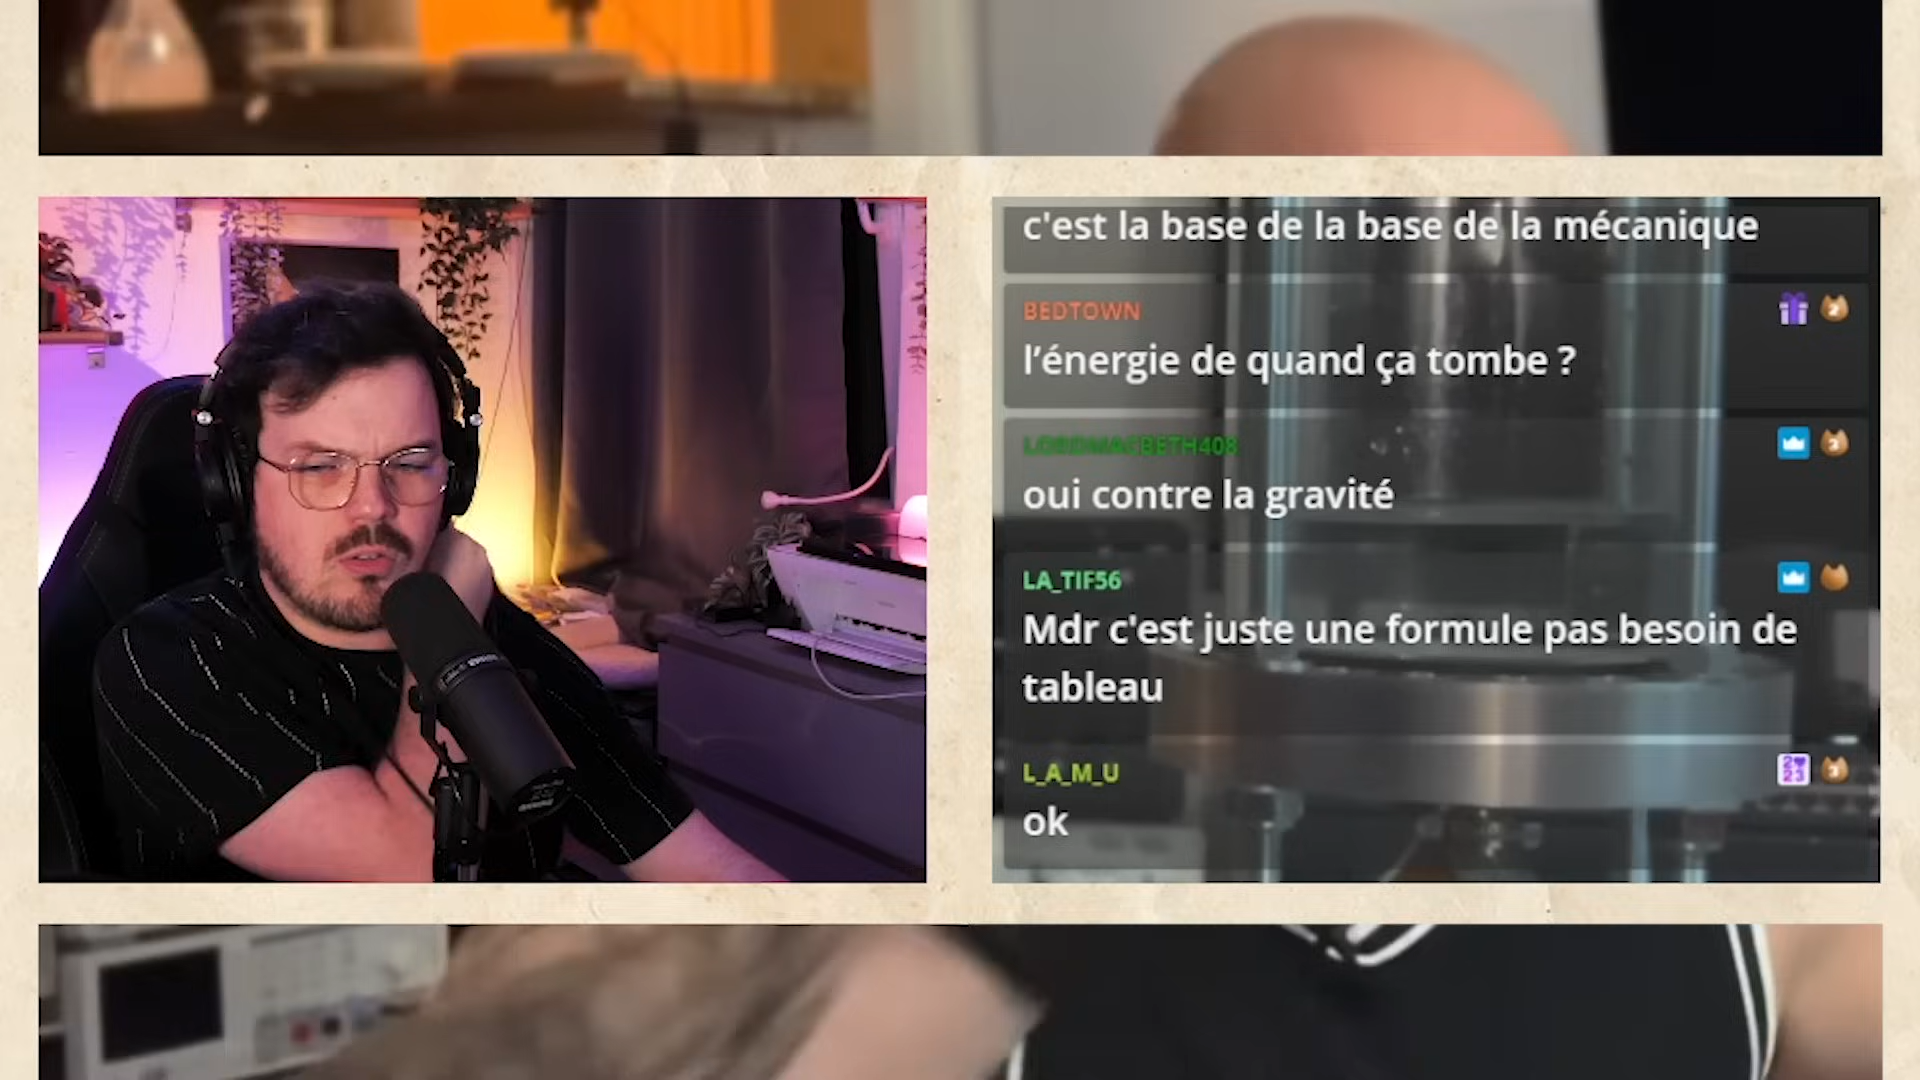 c'est la base de la base de la mécanique
BEDTOWN
l'énergie de quand ça tombe ?
LORDMACBETH408
oui contre la gravité
LA_TIF56
Mdr c'est juste une formule pas besoin de
tableau
L_A_M_U
ok